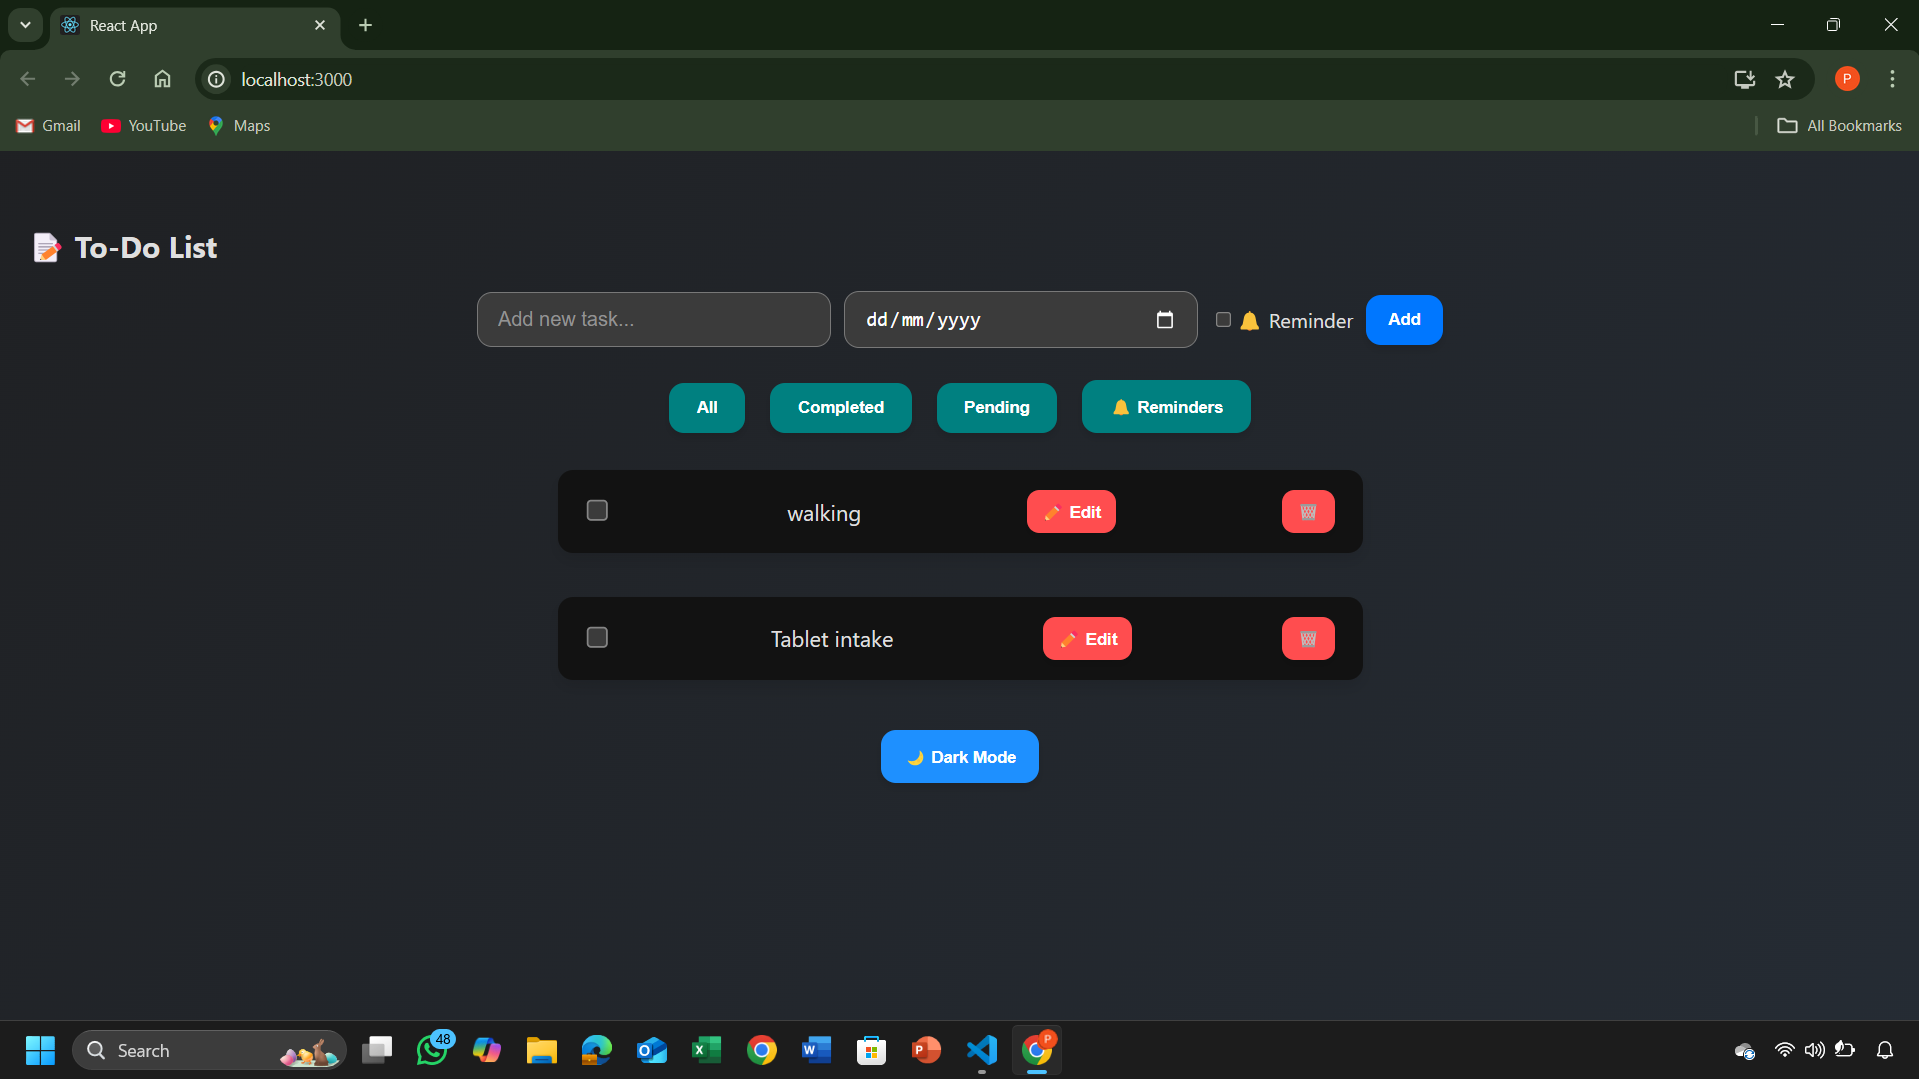 React App
localhost:3000
P
Gmail YouTube Maps All Bookmarks
📝 To-Do List
Add new task... dd/mm/yyyy 🔔 Reminder Add
All Completed Pending 🔔 Reminders
walking ✏️ Edit 🗑️
Tablet intake ✏️ Edit 🗑️
🌙 Dark Mode
Search 48 P